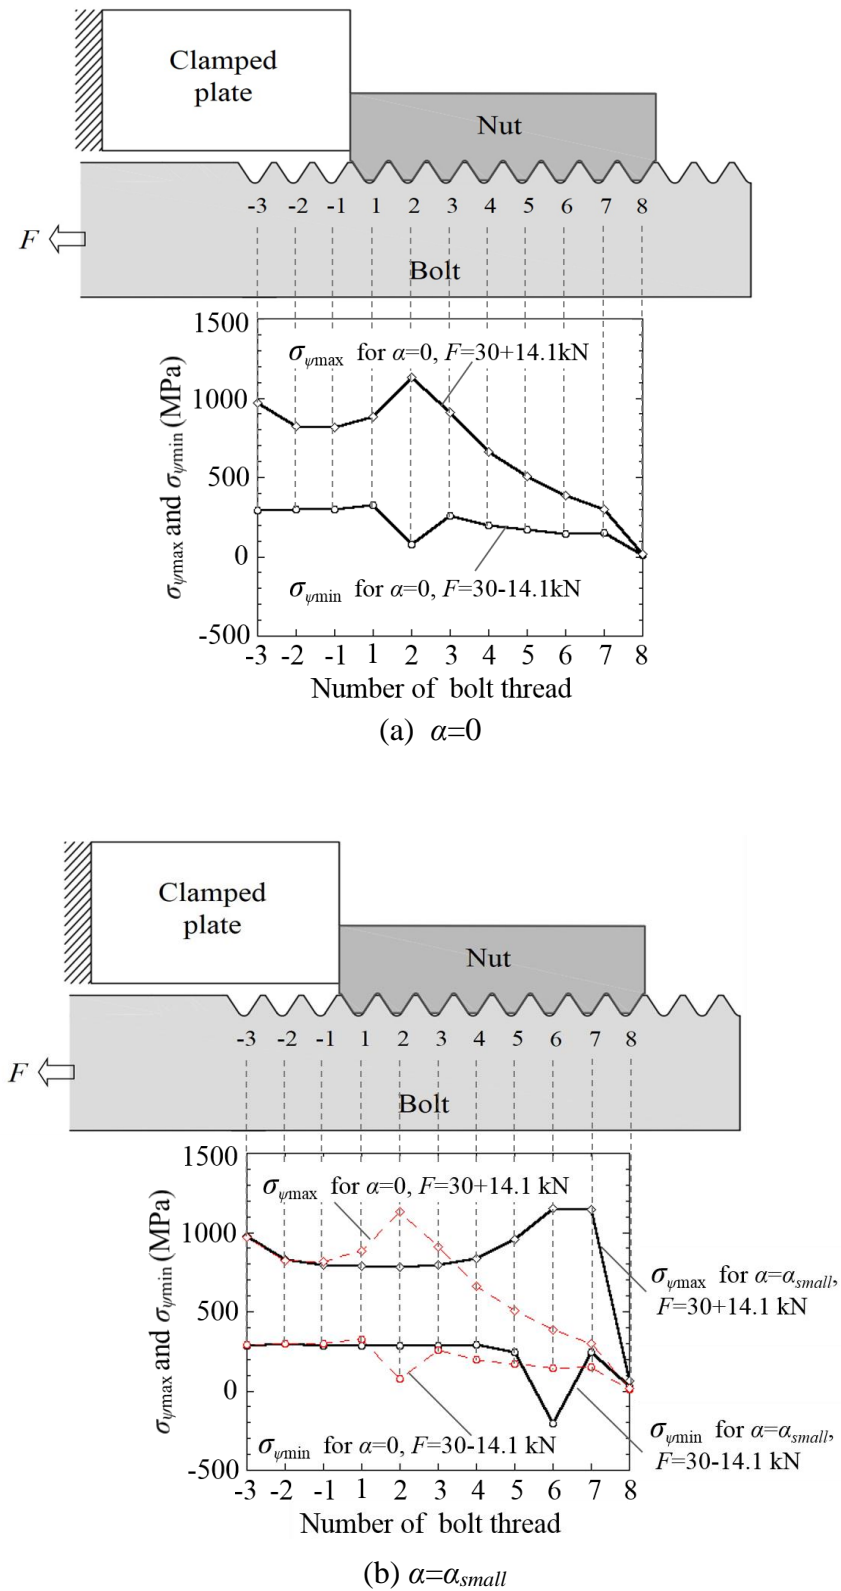 Clamped
plate
Nut
-3 -2 -1 1 2 3 4 5 6 7 8
F
Bolt
1500
1000
500
0
-500
σψmax and σψmin (MPa)
σψmax for α=0, F=30+14.1kN
σψmin for α=0, F=30-14.1kN
-3 -2 -1 1 2 3 4 5 6 7 8
Number of bolt thread
(a) α=0
Clamped
plate
Nut
-3 -2 -1 1 2 3 4 5 6 7 8
F
Bolt
1500
1000
500
0
-500
σψmax and σψmin (MPa)
σψmax for α=0, F=30+14.1 kN
σψmax for α=αsmall,
F=30+14.1 kN
σψmin for α=0, F=30-14.1 kN
σψmin for α=αsmall,
F=30-14.1 kN
-3 -2 -1 1 2 3 4 5 6 7 8
Number of bolt thread
(b) α=αsmall